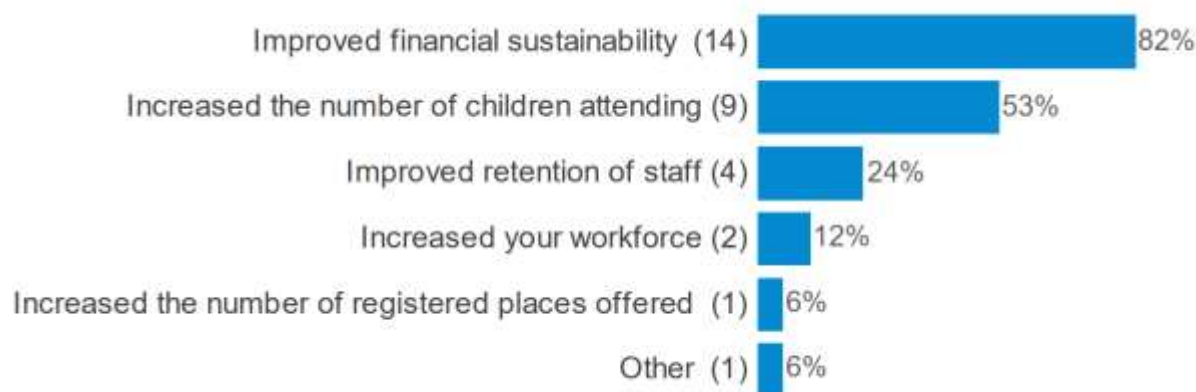 Improved financial sustainability (14) 82%
Increased the number of children attending (9) 53%
Improved retention of staff (4) 24%
Increased your workforce (2) 12%
Increased the number of registered places offered (1) 6%
Other (1) 6%